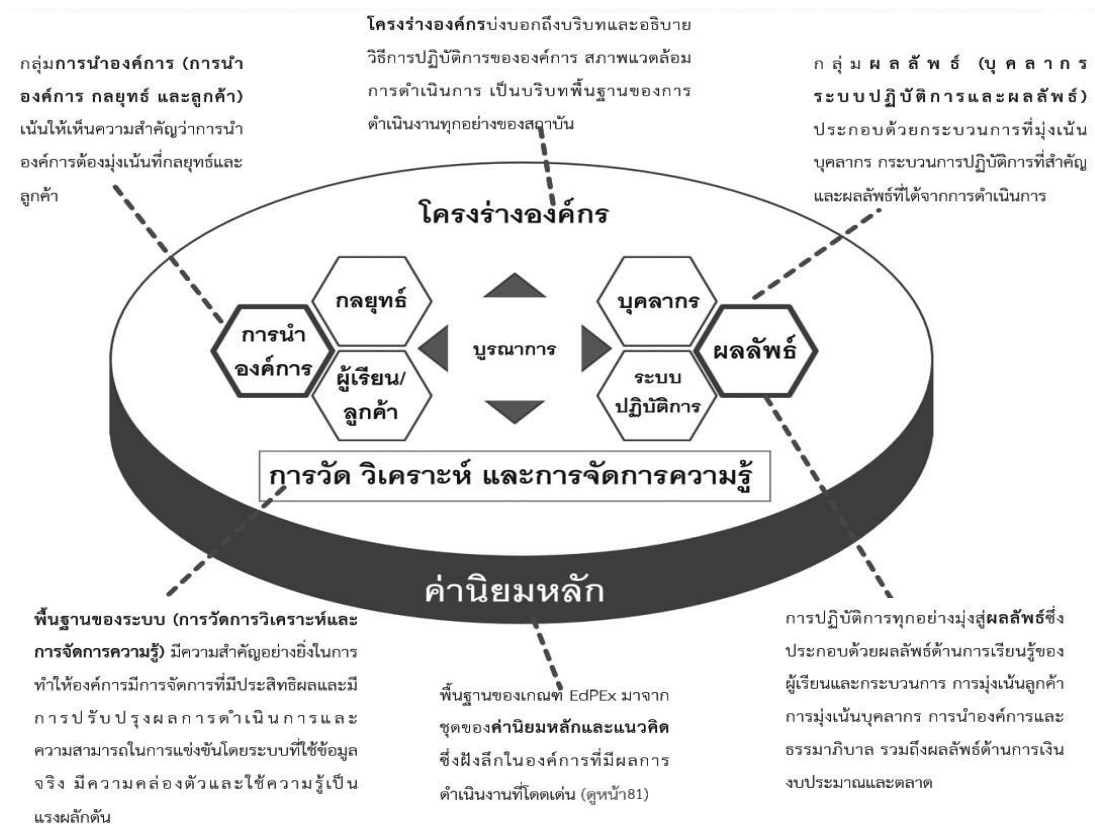 โครงร่างองค์กรบ่งบอกถึงบริบทและอธิบาย
วิธีการปฏิบัติการขององค์การ สภาพแวดล้อม
การดำเนินการ เป็นบริบทพื้นฐานของการ
ดำเนินงานทุกอย่างของสถาบัน
กลุ่มการนำองค์การ (การนำ
องค์การ กลยุทธ์ และลูกค้า)
เน้นให้เห็นความสำคัญว่าการนำ
องค์การต้องมุ่งเน้นที่กลยุทธ์และ
ลูกค้า
กลุ่มผลลัพธ์ (บุคลากร
ระบบปฏิบัติการและผลลัพธ์)
ประกอบด้วยกระบวนการที่มุ่งเน้น
บุคลากร กระบวนการปฏิบัติการที่สำคัญ
และผลลัพธ์ที่ได้จากการดำเนินการ
โครงร่างองค์กร
กลยุทธ์
การนำ
องค์การ
ผู้เรียน/
ลูกค้า
บูรณาการ
บุคลากร
ผลลัพธ์
ระบบ
ปฏิบัติการ
การวัด วิเคราะห์ และการจัดการความรู้
ค่านิยมหลัก
พื้นฐานของระบบ (การวัดการวิเคราะห์และ
การจัดการความรู้) มีความสำคัญอย่างยิ่งในการ
ทำให้องค์การมีการจัดการที่มีประสิทธิผลและมี
การปรับปรุงผลการดำเนินการและ
ความสามารถในการแข่งขันโดยระบบที่ใช้ข้อมูล
จริง มีความคล่องตัวและใช้ความรู้เป็น
แรงผลักดัน
พื้นฐานของเกณฑ์ EdPEx มาจาก
ชุดของค่านิยมหลักและแนวคิด
ซึ่งฝังลึกในองค์การที่มีผลการ
ดำเนินงานที่โดดเด่น (ดูหน้า81)
การปฏิบัติการทุกอย่างมุ่งสู่ผลลัพธ์ซึ่ง
ประกอบด้วยผลลัพธ์ด้านการเรียนรู้ของ
ผู้เรียนและกระบวนการ การมุ่งเน้นลูกค้า
การมุ่งเน้นบุคลากร การนำองค์การและ
ธรรมาภิบาล รวมถึงผลลัพธ์ด้านการเงิน
งบประมาณและตลาด